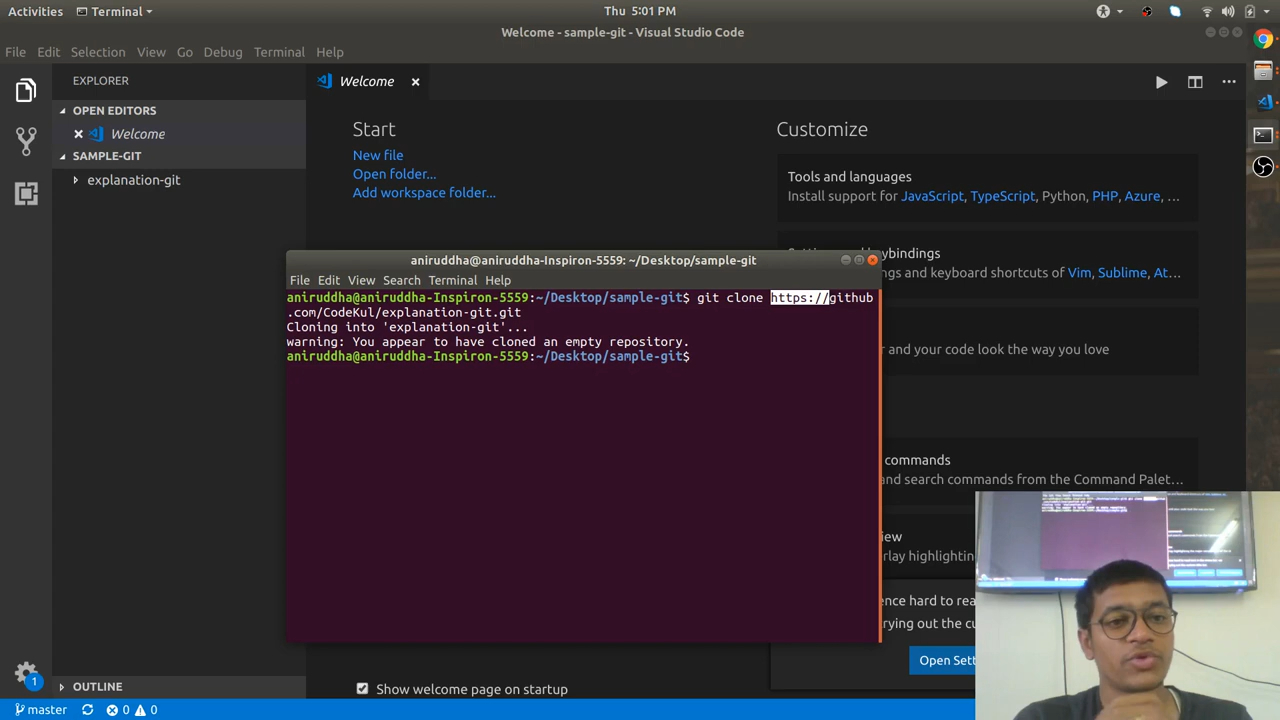 Activities
Terminal
Thu 5:01 PM
Welcome - sample-git - Visual Studio Code
File Edit Selection View Go Debug Terminal Help
EXPLORER
OPEN EDITORS
Welcome
SAMPLE-GIT
explanation-git
OUTLINE
Welcome
Start
New file
Open folder...
Add workspace folder...
Customize
Tools and languages
Install support for JavaScript, TypeScript, Python, PHP, Azure, ...
keybindings
ngs and keyboard shortcuts of Vim, Sublime, At...
r and your code look the way you love
commands
and search commands from the Command Palet...
iew
erlay highlighting
ence hard to rea
rying out the cu
Open Sett
aniruddha@aniruddha-Inspiron-5559: ~/Desktop/sample-git
File Edit View Search Terminal Help
aniruddha@aniruddha-Inspiron-5559:~/Desktop/sample-git$ git clone https://github
.com/CodeKul/explanation-git.git
Cloning into 'explanation-git'...
warning: You appear to have cloned an empty repository.
aniruddha@aniruddha-Inspiron-5559:~/Desktop/sample-git$
Show welcome page on startup
1
master
0
0